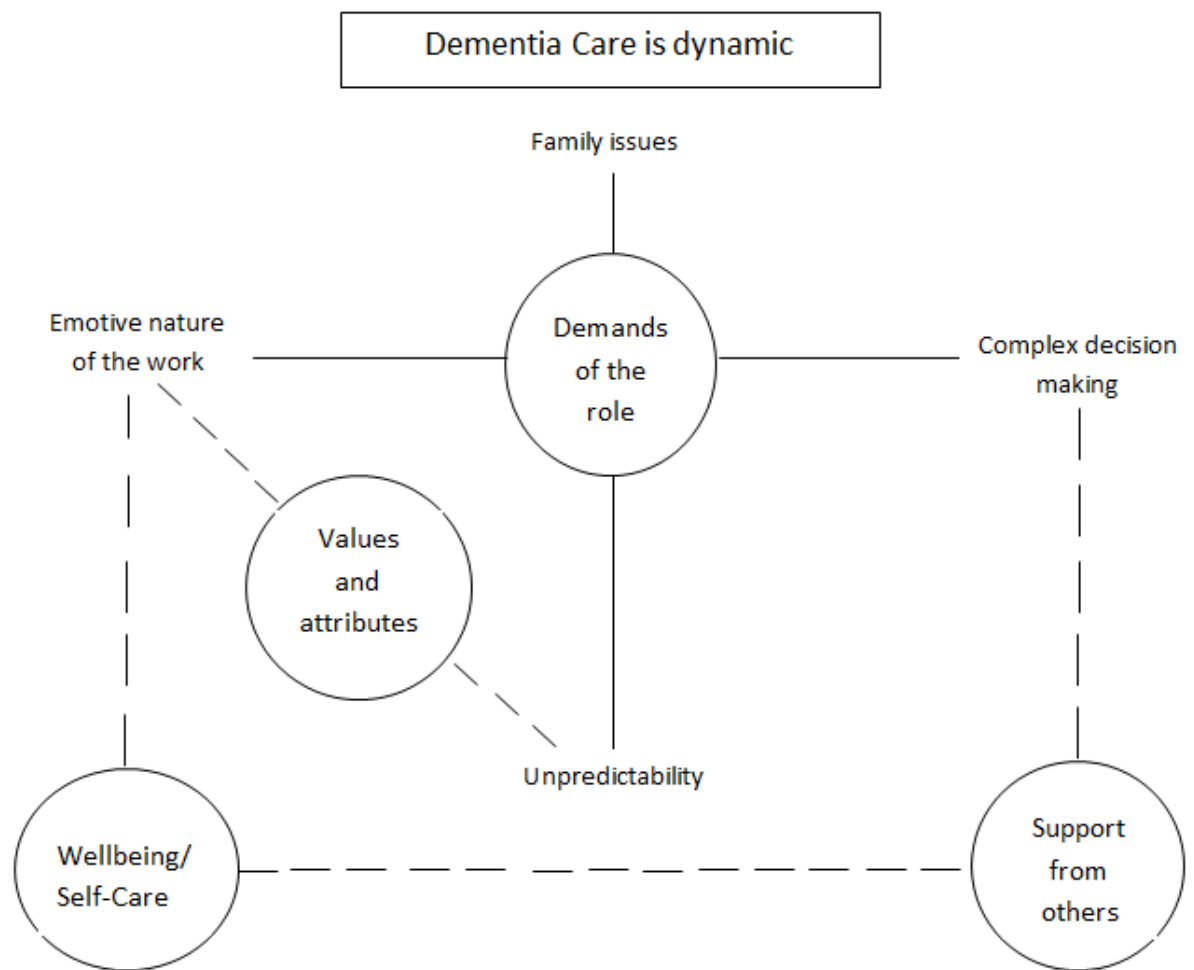 Dementia Care is dynamic
Family issues
Emotive nature
of the work
Demands
of the
role
Complex decision
making
Values
and
attributes
Unpredictability
Wellbeing/
Self-Care
Support
from
others